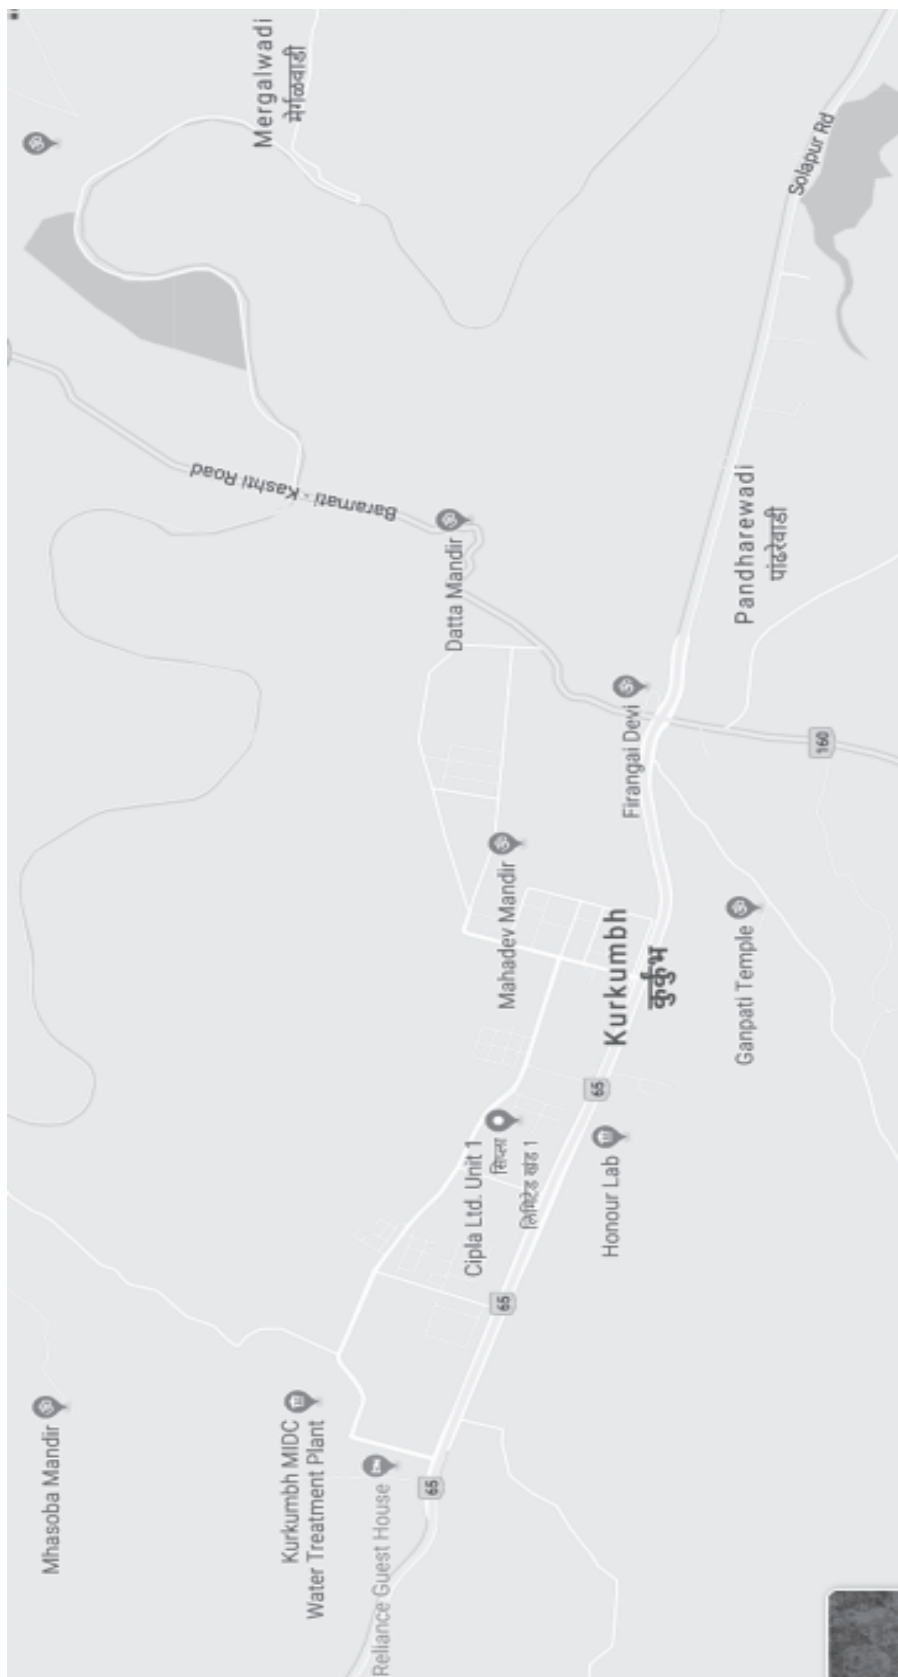 Mhasoba Mandir
Mergalwadi
मेर्गळवाडी
Kurkumbh MIDC
Water Treatment Plant
Baramati - Kashti Road
Reliance Guest House
65
Datta Mandir
Cipla Ltd. Unit 1
सिप्ला
लिमिटेड खंड 1
65
Mahadev Mandir
65
Honour Lab
Kurkumbh
कुर्कुंभ
Firangai Devi
Ganpati Temple
Pandharewadi
पांढरेवाडी
Solapur Rd
160